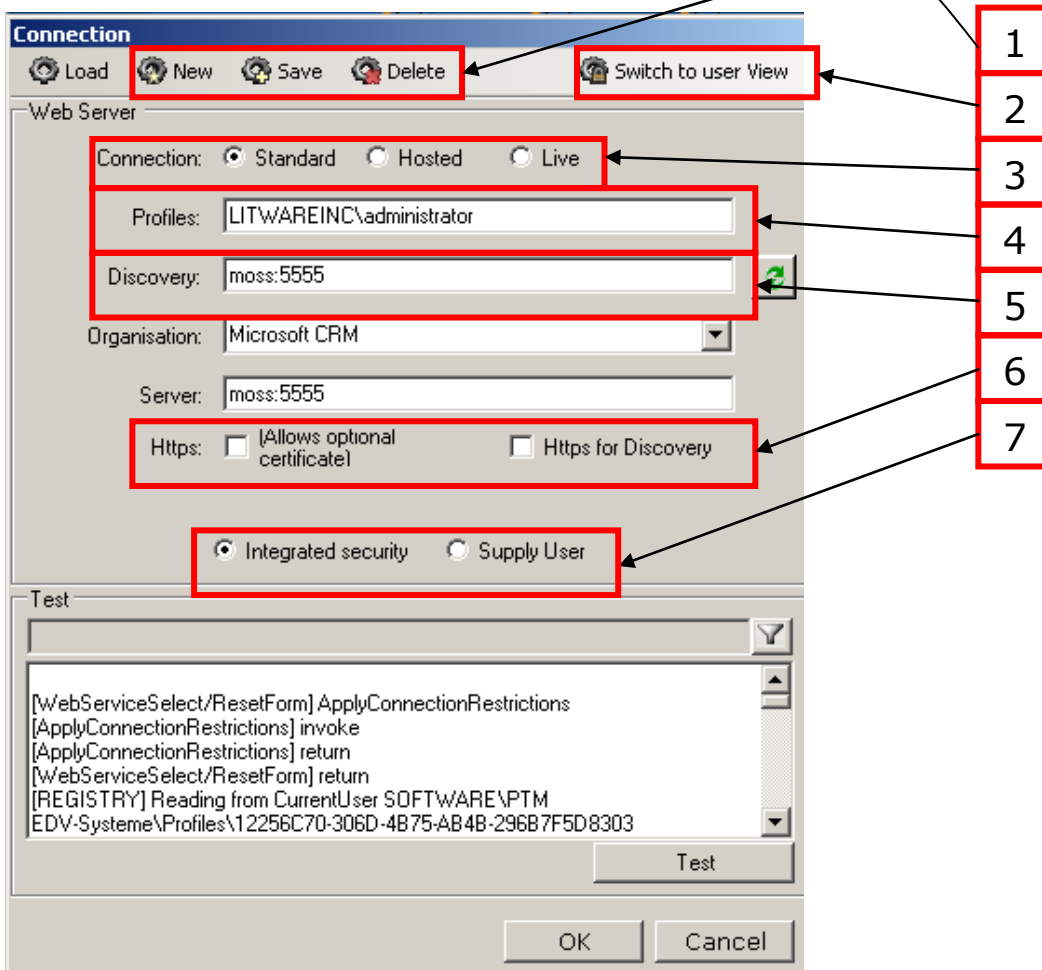 Connection
Load New Save Delete Switch to user View
Web Server
Connection: Standard Hosted Live
Profiles: LITWAREINC\administrator
Discovery: moss:5555
Organisation: Microsoft CRM
Server: moss:5555
Https: (Allows optional
certificate) Https for Discovery
Integrated security Supply User
Test
[WebServiceSelect/ResetForm] ApplyConnectionRestrictions
[ApplyConnectionRestrictions] invoke
[ApplyConnectionRestrictions] return
[WebServiceSelect/ResetForm] return
[REGISTRY] Reading from CurrentUser SOFTWARE\PTM
EDV-Systeme\Profiles\12256C70-306D-4B75-AB4B-296B7F5D8303
Test
OK Cancel
1
2
3
4
5
6
7